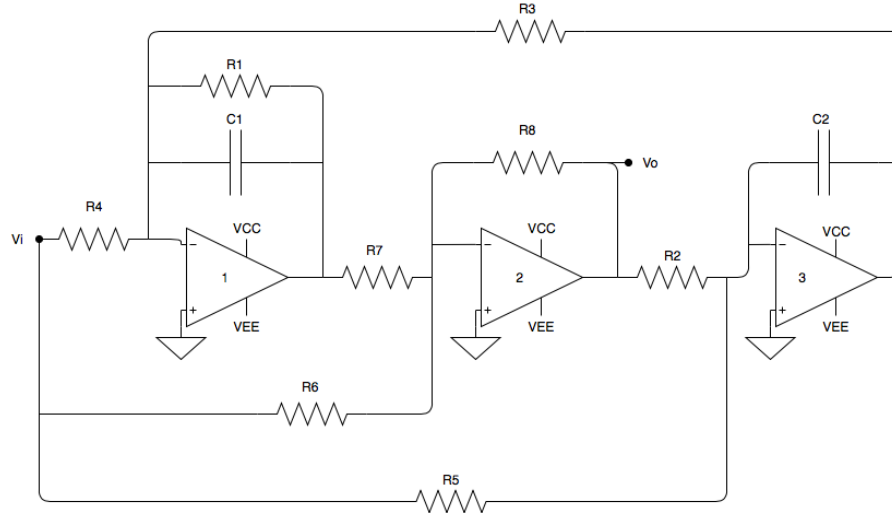 R3
R1
C1
R8
C2
Vo
R4
Vi
VCC
VCC
VCC
R7
R2
−
−
−
1
2
3
+
+
+
VEE
VEE
VEE
R6
R5